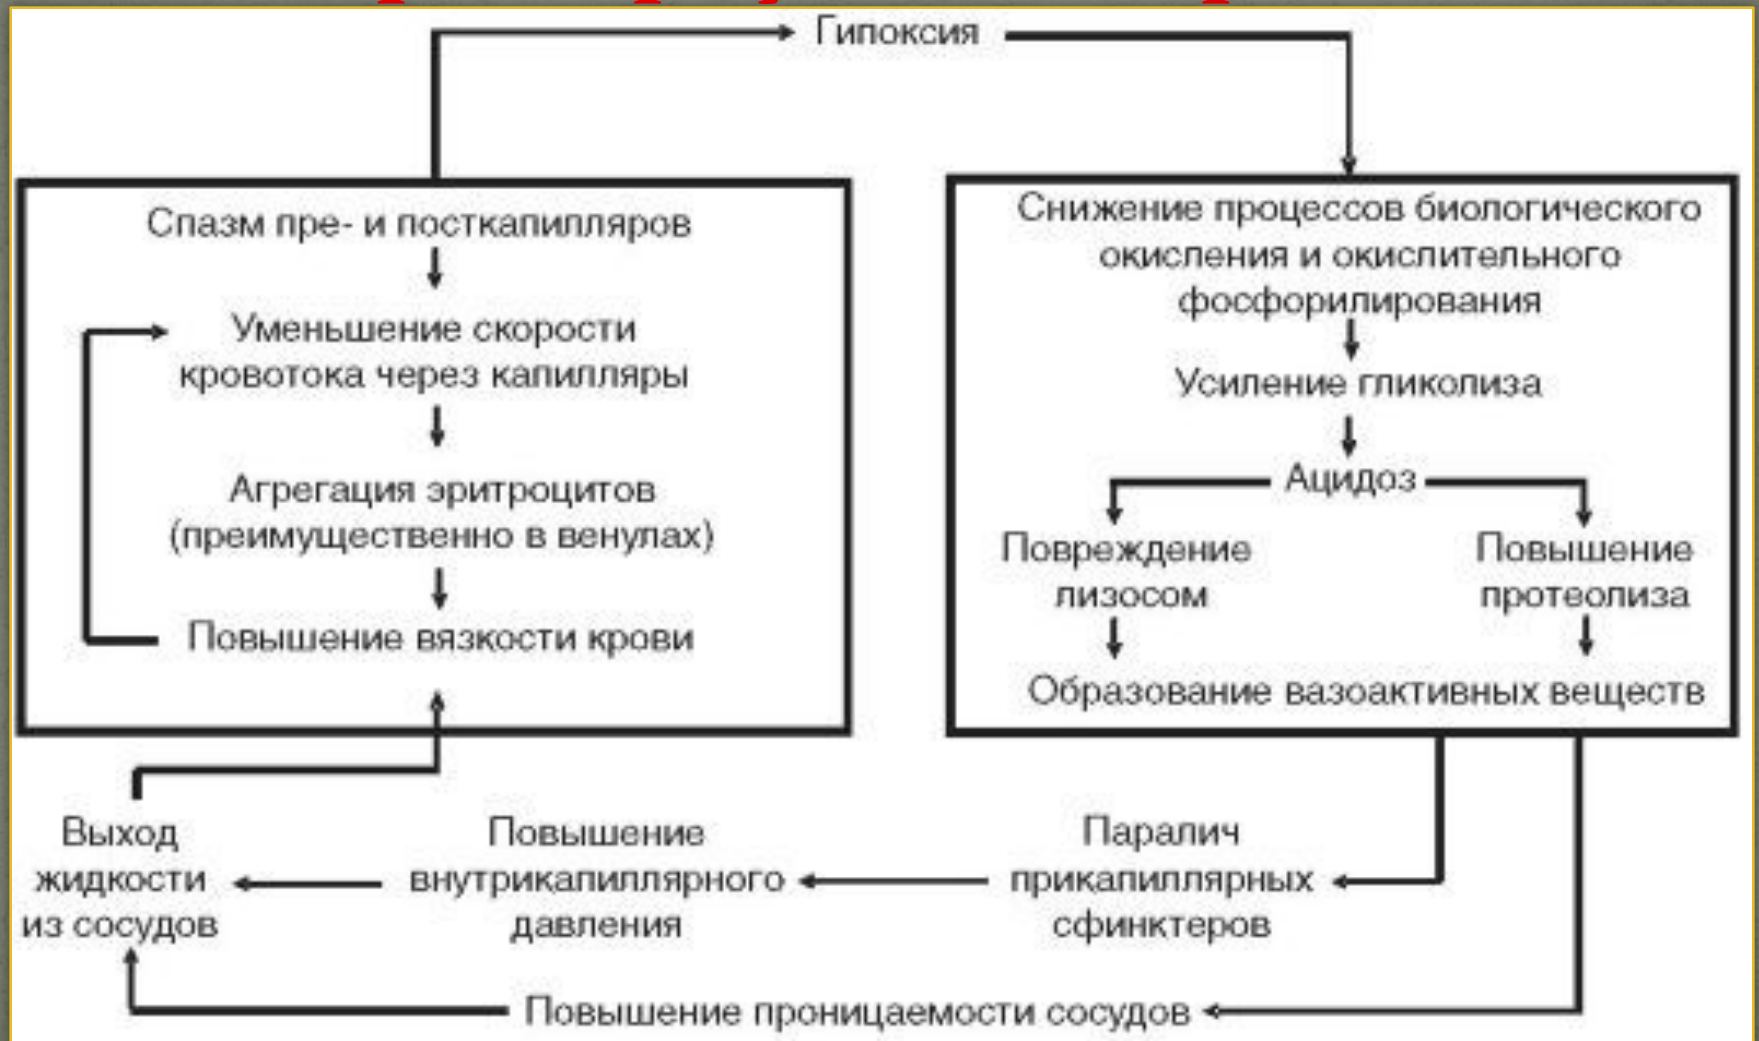 Гипоксия
Спазм пре- и посткапилляров
Уменьшение скорости
кровотока через капилляры
Агрегация эритроцитов
(преимущественно в венулах)
Повышение вязкости крови
Снижение процессов биологического
окисления и окислительного
фосфорилирования
Усиление гликолиза
Ацидоз
Повреждение
лизосом
Повышение
протеолиза
Образование вазоактивных веществ
Выход
жидкости
из сосудов
Повышение
внутрикапиллярного
давления
Паралич
прикапиллярных
сфинктеров
Повышение проницаемости сосудов